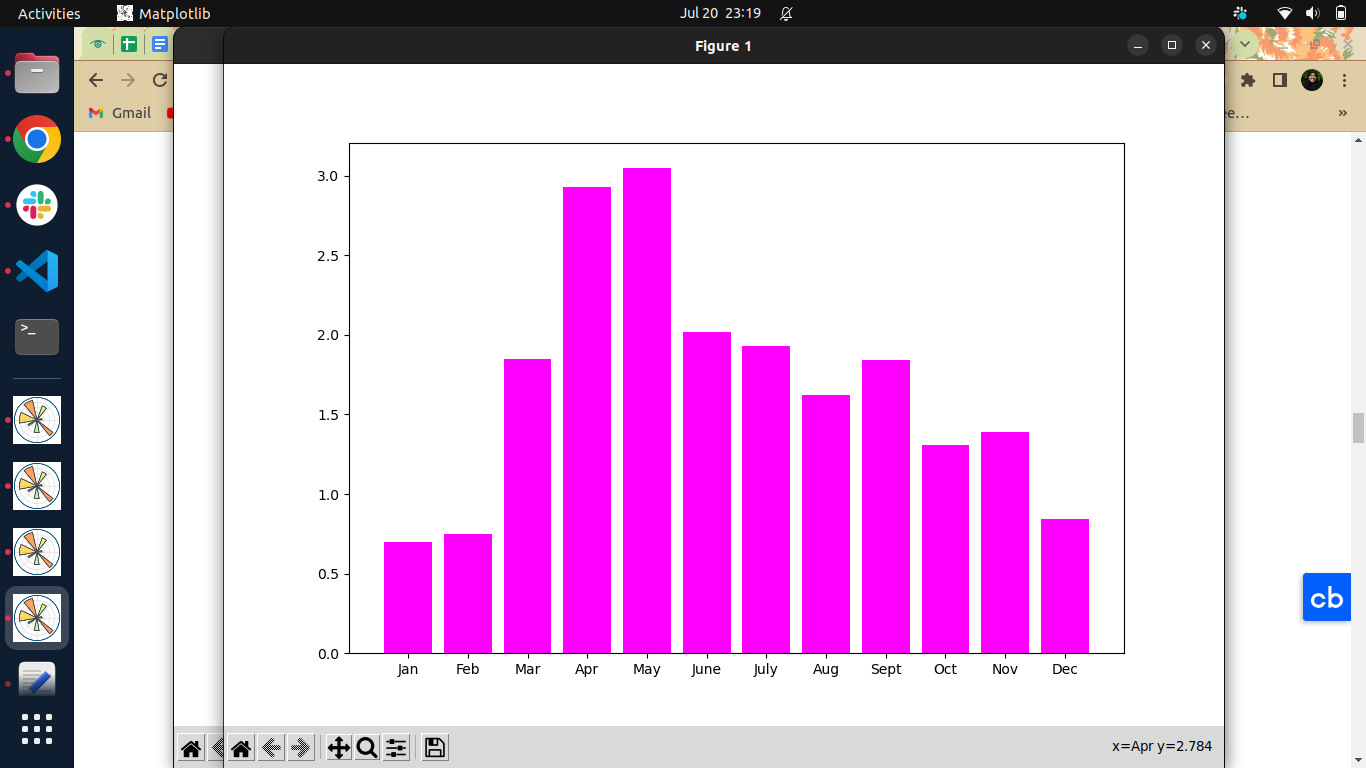 Activities Matplotlib Jul 20 23:19
Figure 1
Gmail ee…
3.0
2.5
2.0
1.5
1.0
0.5
0.0
Jan Feb Mar Apr May June July Aug Sept Oct Nov Dec
x=Apr y=2.784
>_
cb